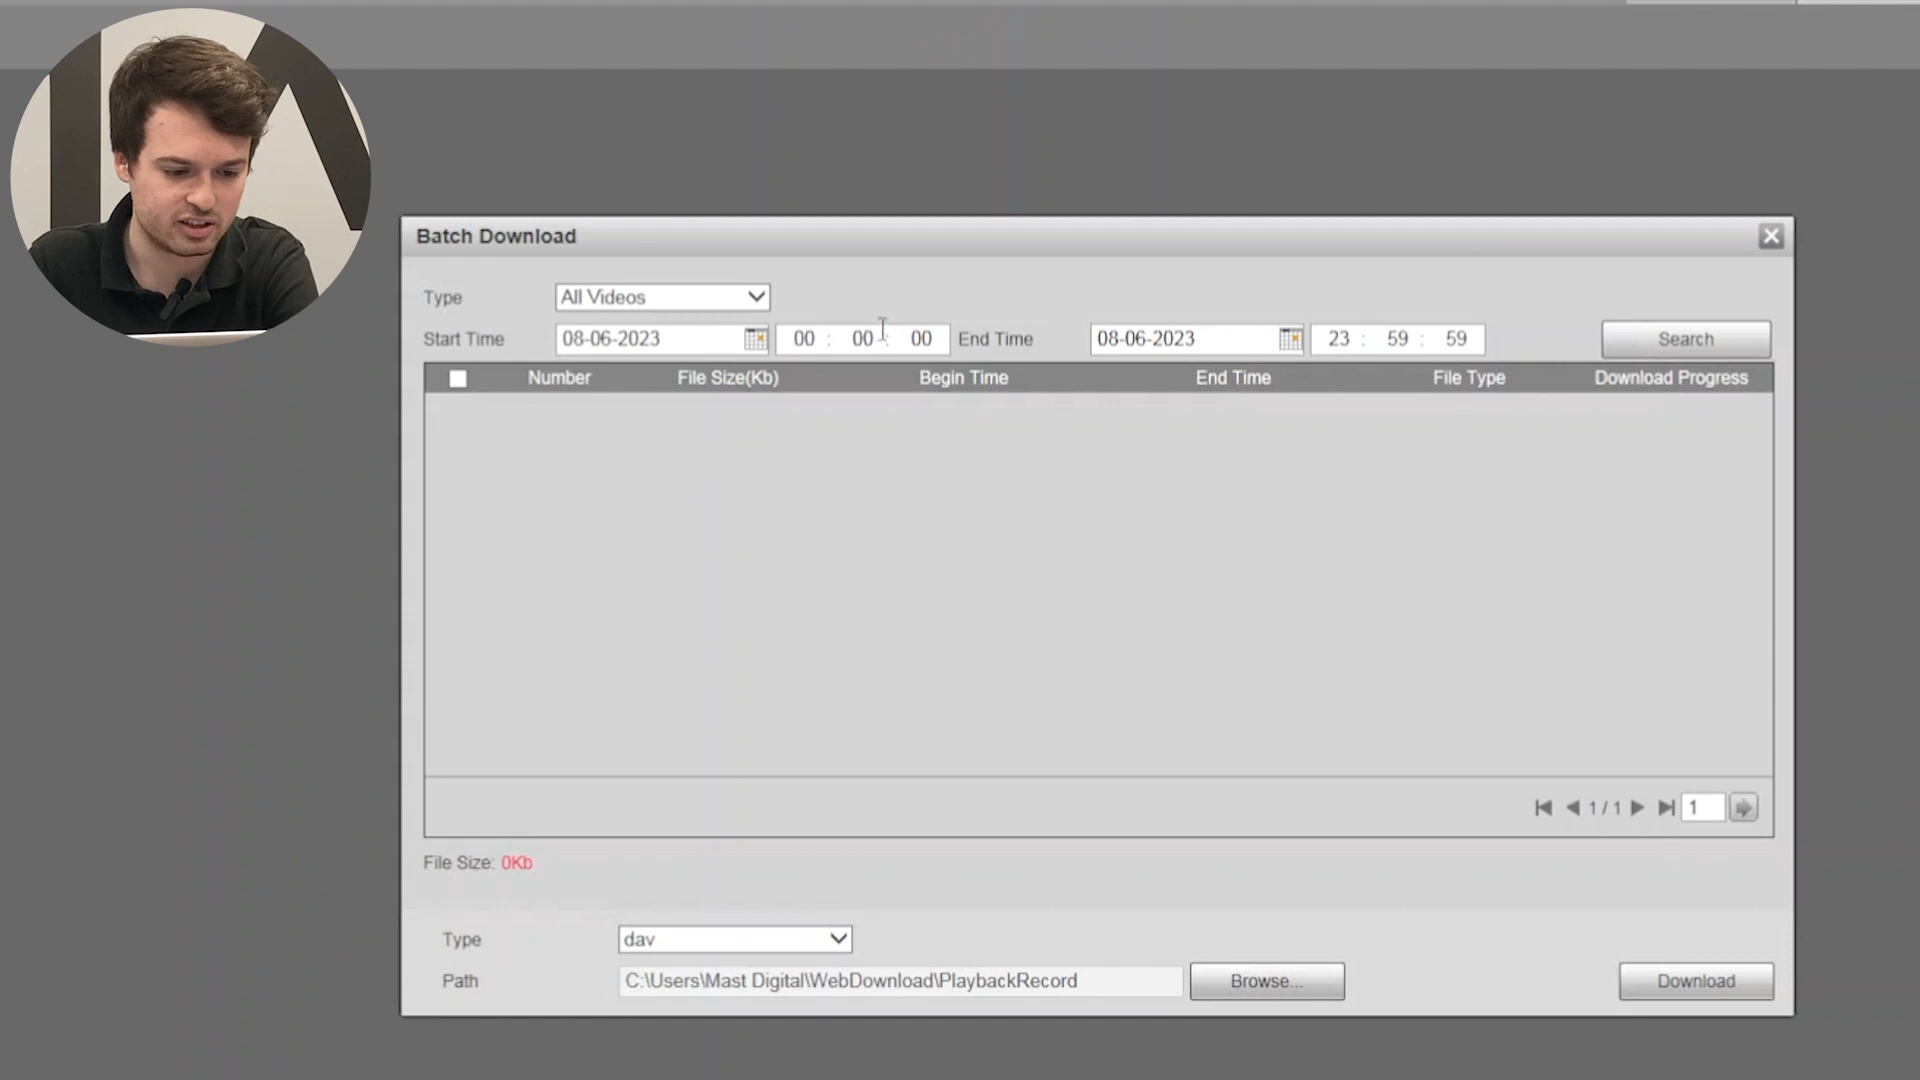 Batch Download
Type All Videos
Start Time 08-06-2023 00 : 00 : 00 End Time 08-06-2023 23 : 59 : 59 Search
Number File Size(Kb) Begin Time End Time File Type Download Progress
1 / 1 1
File Size: 0Kb
Type dav
Path C:\Users\Mast Digital\WebDownload\PlaybackRecord Browse... Download